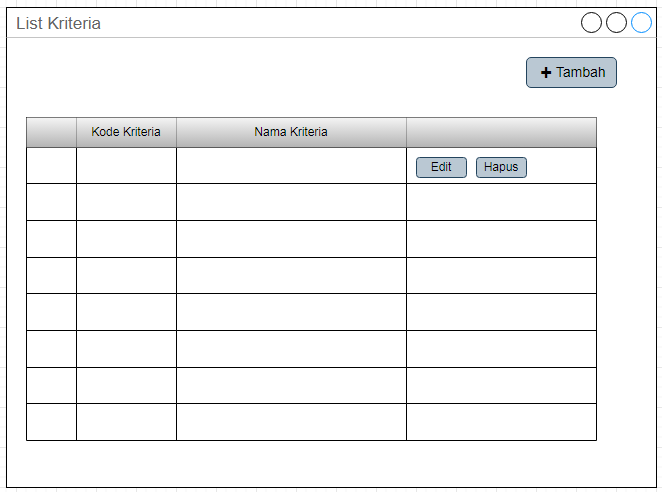 List Kriteria
+ Tambah
Kode Kriteria Nama Kriteria
Edit Hapus